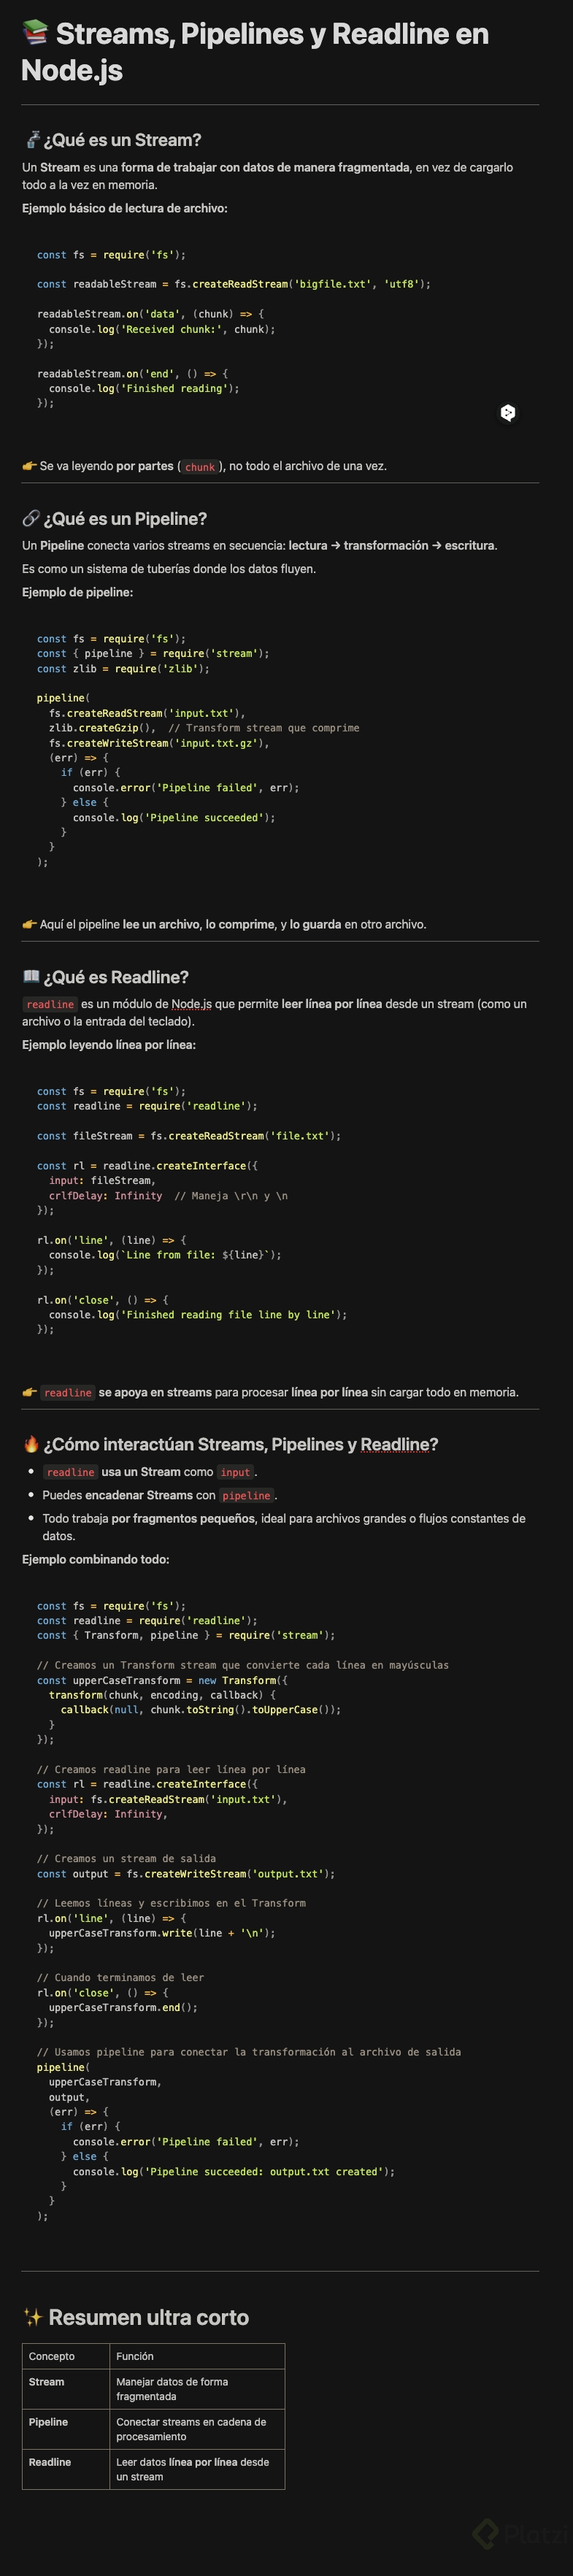 📚 Streams, Pipelines y Readline en
Node.js
🚰 ¿Qué es un Stream?
Un Stream es una forma de trabajar con datos de manera fragmentada, en vez de cargarlo
todo a la vez en memoria.
Ejemplo básico de lectura de archivo:
const fs = require('fs');
const readableStream = fs.createReadStream('bigfile.txt', 'utf8');
readableStream.on('data', (chunk) => {
  console.log('Received chunk:', chunk);
});
readableStream.on('end', () => {
  console.log('Finished reading');
});
👉 Se va leyendo por partes (chunk), no todo el archivo de una vez.
🔗 ¿Qué es un Pipeline?
Un Pipeline conecta varios streams en secuencia: lectura → transformación → escritura.
Es como un sistema de tuberías donde los datos fluyen.
Ejemplo de pipeline:
const fs = require('fs');
const { pipeline } = require('stream');
const zlib = require('zlib');
pipeline(
  fs.createReadStream('input.txt'),
  zlib.createGzip(),  // Transform stream que comprime
  fs.createWriteStream('input.txt.gz'),
  (err) => {
    if (err) {
      console.error('Pipeline failed', err);
    } else {
      console.log('Pipeline succeeded');
    }
  }
);
👉 Aquí el pipeline lee un archivo, lo comprime, y lo guarda en otro archivo.
📖 ¿Qué es Readline?
readline es un módulo de Node.js que permite leer línea por línea desde un stream (como un
archivo o la entrada del teclado).
Ejemplo leyendo línea por línea:
const fs = require('fs');
const readline = require('readline');
const fileStream = fs.createReadStream('file.txt');
const rl = readline.createInterface({
  input: fileStream,
  crlfDelay: Infinity  // Maneja \r\n y \n
});
rl.on('line', (line) => {
  console.log(`Line from file: ${line}`);
});
rl.on('close', () => {
  console.log('Finished reading file line by line');
});
👉 readline se apoya en streams para procesar línea por línea sin cargar todo en memoria.
🔥 ¿Cómo interactúan Streams, Pipelines y Readline?
• readline usa un Stream como input.
• Puedes encadenar Streams con pipeline.
• Todo trabaja por fragmentos pequeños, ideal para archivos grandes o flujos constantes de
datos.
Ejemplo combinando todo:
const fs = require('fs');
const readline = require('readline');
const { Transform, pipeline } = require('stream');
// Creamos un Transform stream que convierte cada línea en mayúsculas
const upperCaseTransform = new Transform({
  transform(chunk, encoding, callback) {
    callback(null, chunk.toString().toUpperCase());
  }
});
// Creamos readline para leer línea por línea
const rl = readline.createInterface({
  input: fs.createReadStream('input.txt'),
  crlfDelay: Infinity,
});
// Creamos un stream de salida
const output = fs.createWriteStream('output.txt');
// Leemos líneas y escribimos en el Transform
rl.on('line', (line) => {
  upperCaseTransform.write(line + '\n');
});
// Cuando terminamos de leer
rl.on('close', () => {
  upperCaseTransform.end();
});
// Usamos pipeline para conectar la transformación al archivo de salida
pipeline(
  upperCaseTransform,
  output,
  (err) => {
    if (err) {
      console.error('Pipeline failed', err);
    } else {
      console.log('Pipeline succeeded: output.txt created');
    }
  }
);
✨ Resumen ultra corto
Concepto Función
Stream Manejar datos de forma
fragmentada
Pipeline Conectar streams en cadena de
procesamiento
Readline Leer datos línea por línea desde
un stream
Platzi